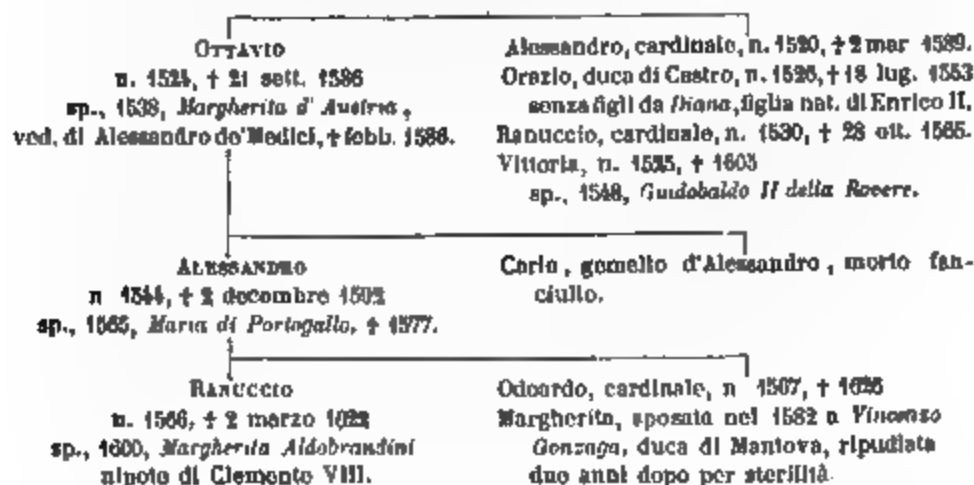 OTTAVIO
n. 1524, † 21 sett. 1586
sp., 1538, Margherita d' Austria,
ved. di Alessandro de' Medici, † febb. 1586.
Alessandro, cardinale, n. 1520, † 2 mar 1589.
Orazio, duca di Castro, n. 1526, † 18 lug. 1553
senza figli da Diana, figlia nat. di Enrico II.
Ranuccio, cardinale, n. 1530, † 28 ott. 1565.
Vittoria, n. † 1603
sp., 1548, Guidobaldo II della Rovere.
ALESSANDRO
n 1544, † 2 decembre
sp., 1565, Maria di Portogallo, † 1577.
Carlo, gemello d'Alessandro, morto fan-
ciullo.
RANUCCIO
n. 1566, † 2 marzo 1622
sp., 1600, Margherita Aldobrandini
nipote di Clemente VIII.
Odoardo, cardinale, n † 1626
Margherita, sposata nel 1582 a Vincenzo
Gonzaga, duca di Mantova, ripudiata
due anni dopo per sterilità.